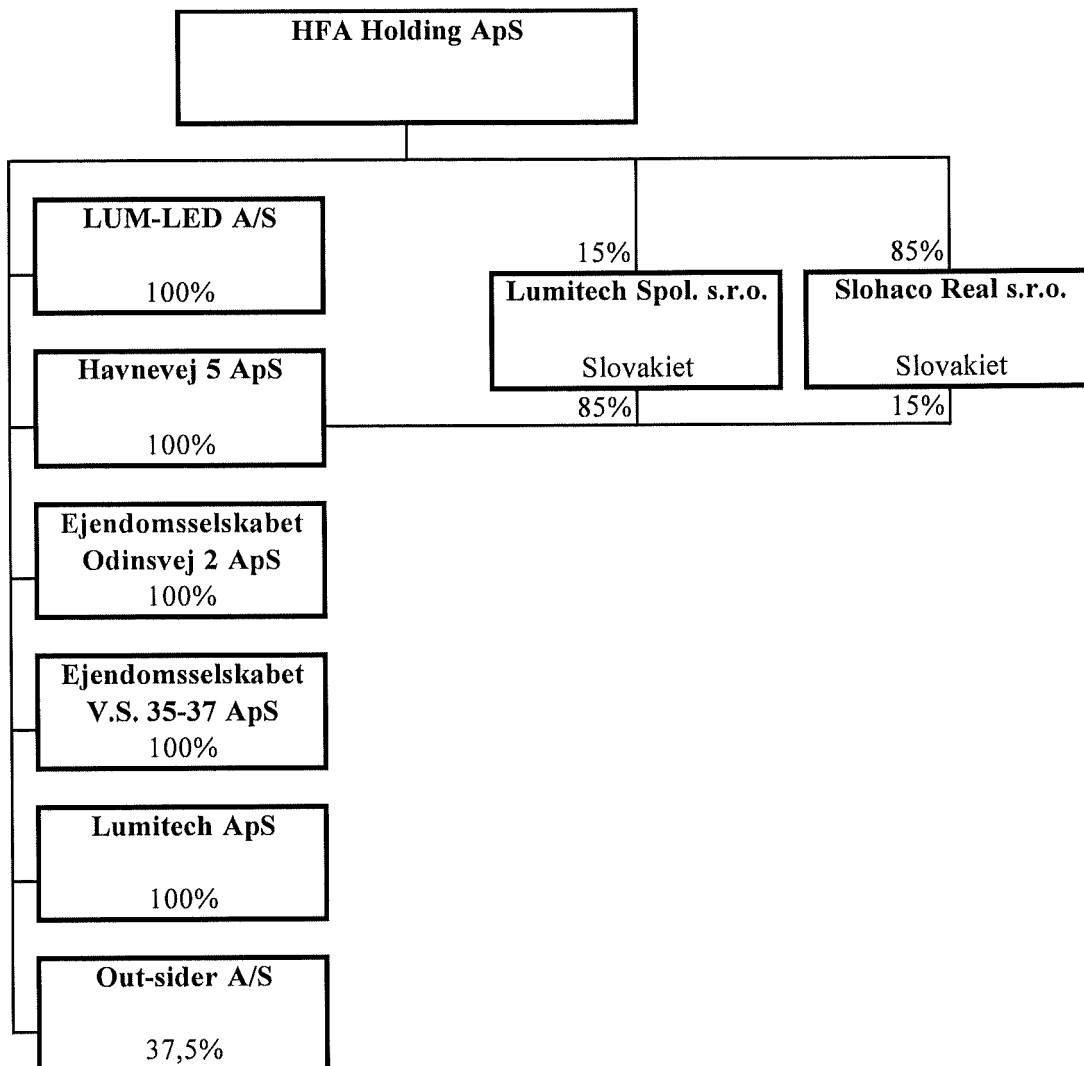 HFA Holding ApS
LUM-LED A/S
100%
15%
85%
Lumitech Spol. s.r.o.
Slovakiet
Slohaco Real s.r.o.
Slovakiet
85%
15%
Havnevej 5 ApS
100%
Ejendomsselskabet
Odinsvej 2 ApS
100%
Ejendomsselskabet
V.S. 35-37 ApS
100%
Lumitech ApS
100%
Out-sider A/S
37,5%